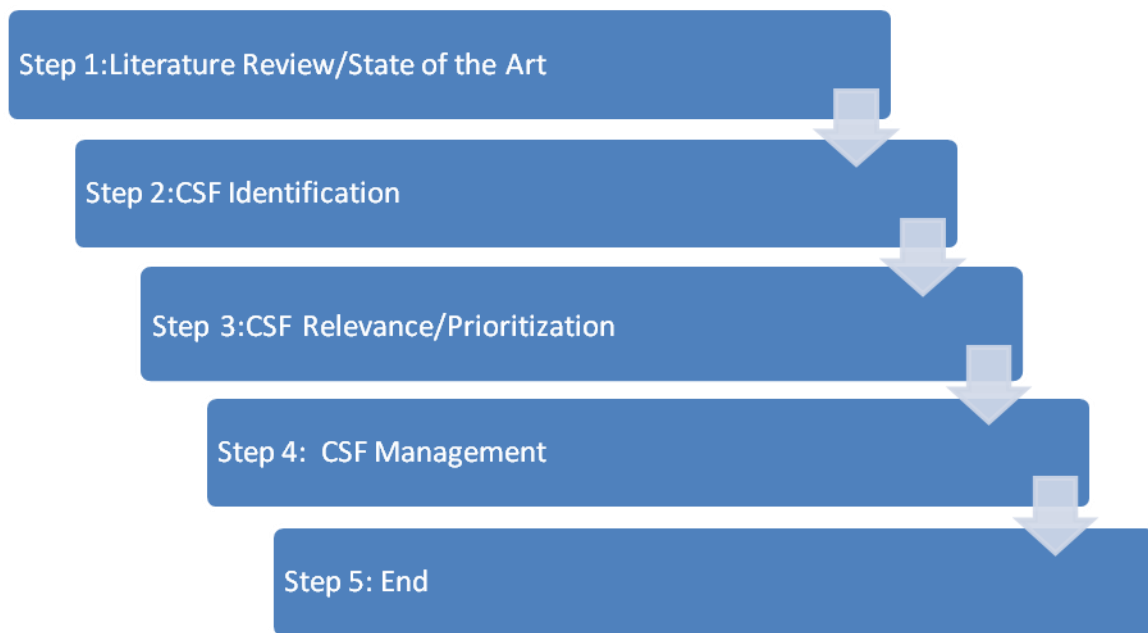 Step 1:Literature Review/State of the Art
Step 2:CSF Identification
Step 3:CSF Relevance/Prioritization
Step 4:  CSF Management
Step 5: End